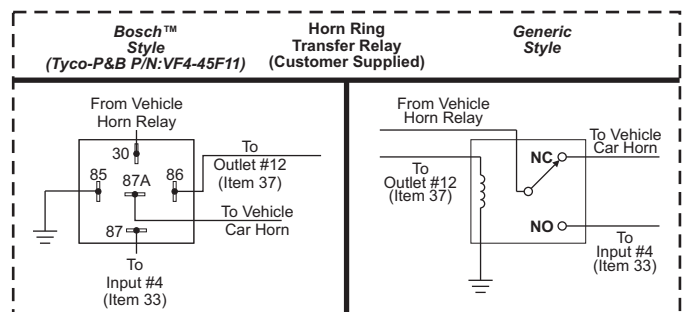 Bosch™
Style
(Tyco-P&B P/N:VF4-45F11)
Horn Ring
Transfer Relay
(Customer Supplied)
Generic
Style
From Vehicle
Horn Relay
30
85
87A
86
87
To
Outlet #12
(Item 37)
To Vehicle
Car Horn
To
Input #4
(Item 33)
From Vehicle
Horn Relay
To
Outlet #12
(Item 37)
NC
To Vehicle
Car Horn
NO
To
Input #4
(Item 33)